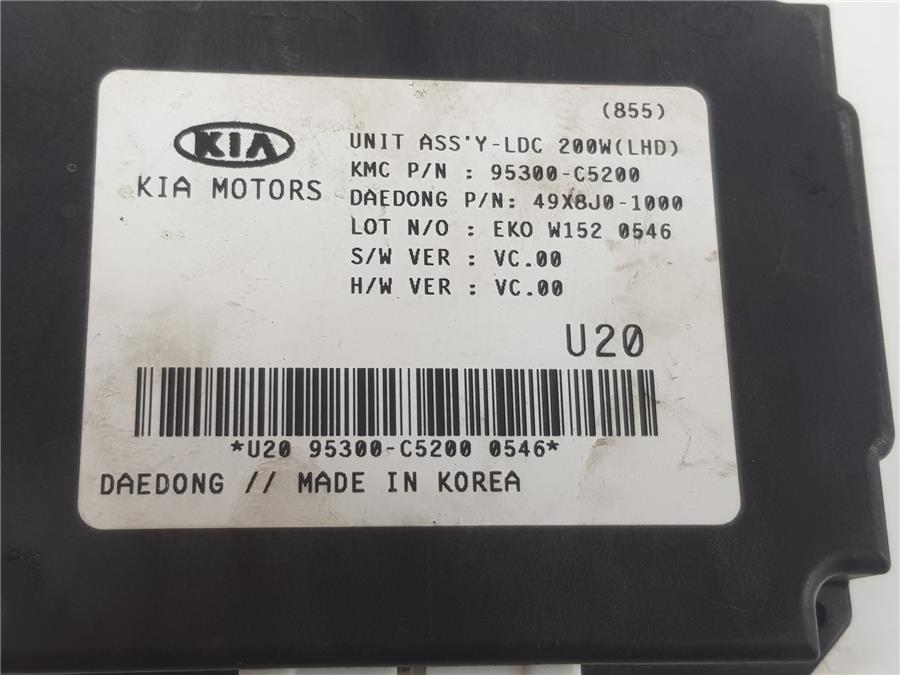 (855)
KIA
KIA MOTORS
UNIT ASS'Y-LDC 200W(LHD)
KMC P/N : 95300-C5200
DAEDONG P/N: 49X8J0-1000
LOT N/O : EKO W152 0546
S/W VER : VC.00
H/W VER : VC.00
U20
*U20 95300-C5200 0546*
DAEDONG // MADE IN KOREA